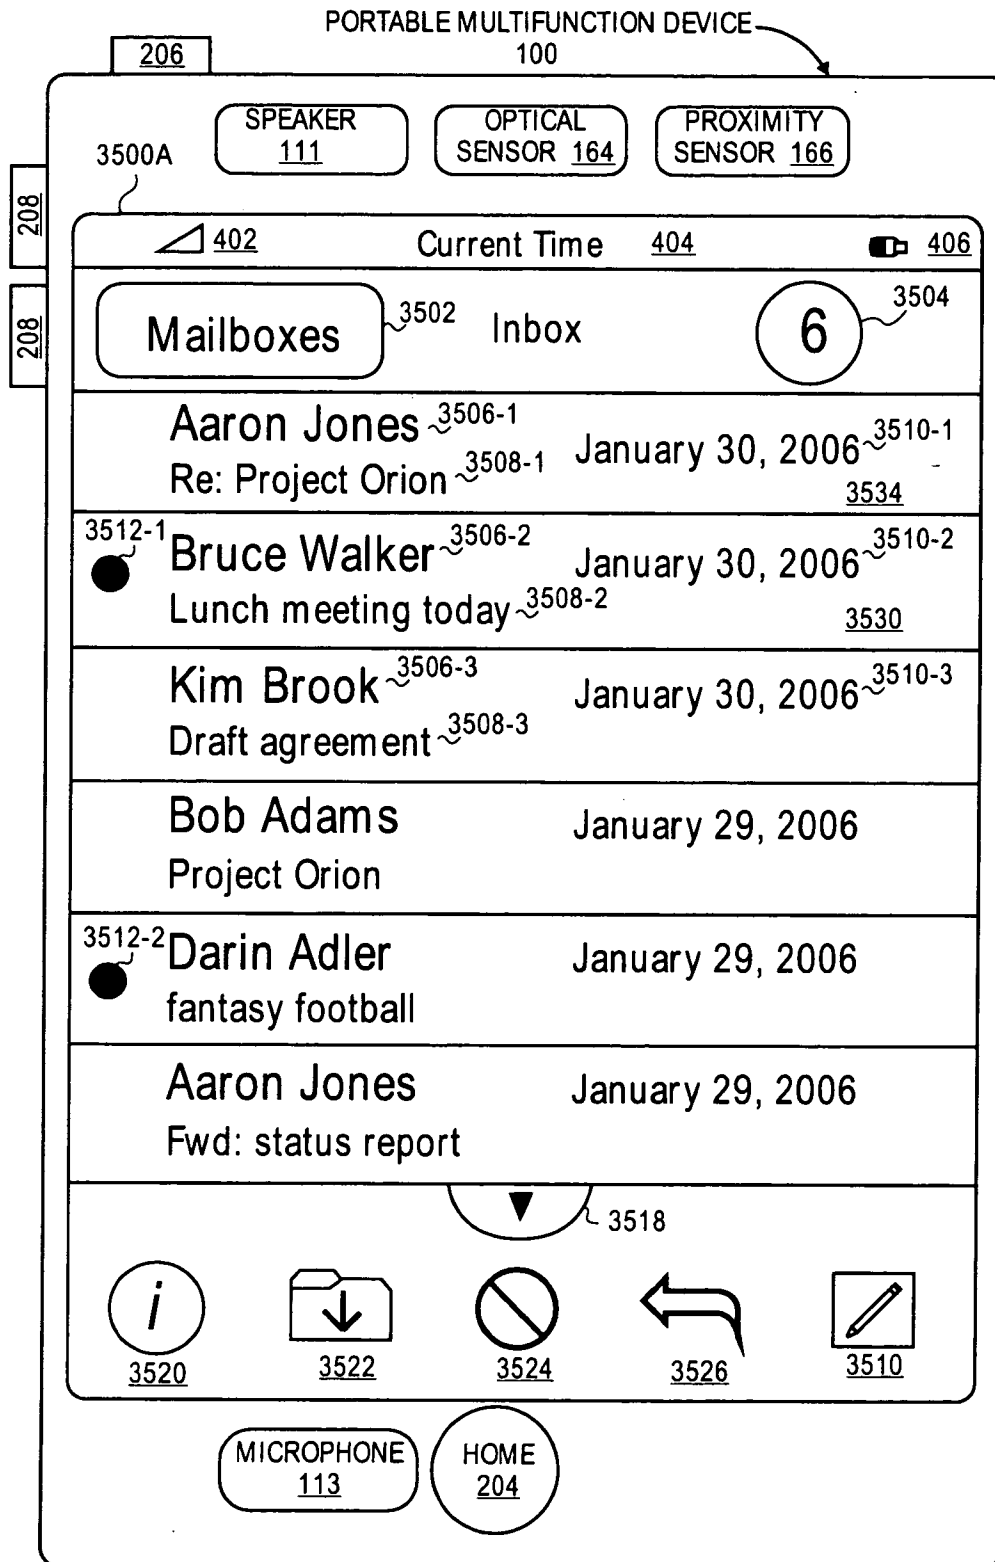 PORTABLE MULTIFUNCTION DEVICE
100
206
SPEAKER
111
OPTICAL
SENSOR 164
PROXIMITY
SENSOR 166
3500A
208
208
402 Current Time 404 406
Mailboxes 3502 Inbox 6 3504
Aaron Jones 3506-1
January 30, 2006 3510-1
Re: Project Orion 3508-1
3534
3512-1
Bruce Walker 3506-2
January 30, 2006 3510-2
Lunch meeting today 3508-2
3530
Kim Brook 3506-3
January 30, 2006 3510-3
Draft agreement 3508-3
Bob Adams January 29, 2006
Project Orion
3512-2
Darin Adler January 29, 2006
fantasy football
Aaron Jones January 29, 2006
Fwd: status report
3518
i
3520 3522 3524 3526 3510
MICROPHONE
113
HOME
204